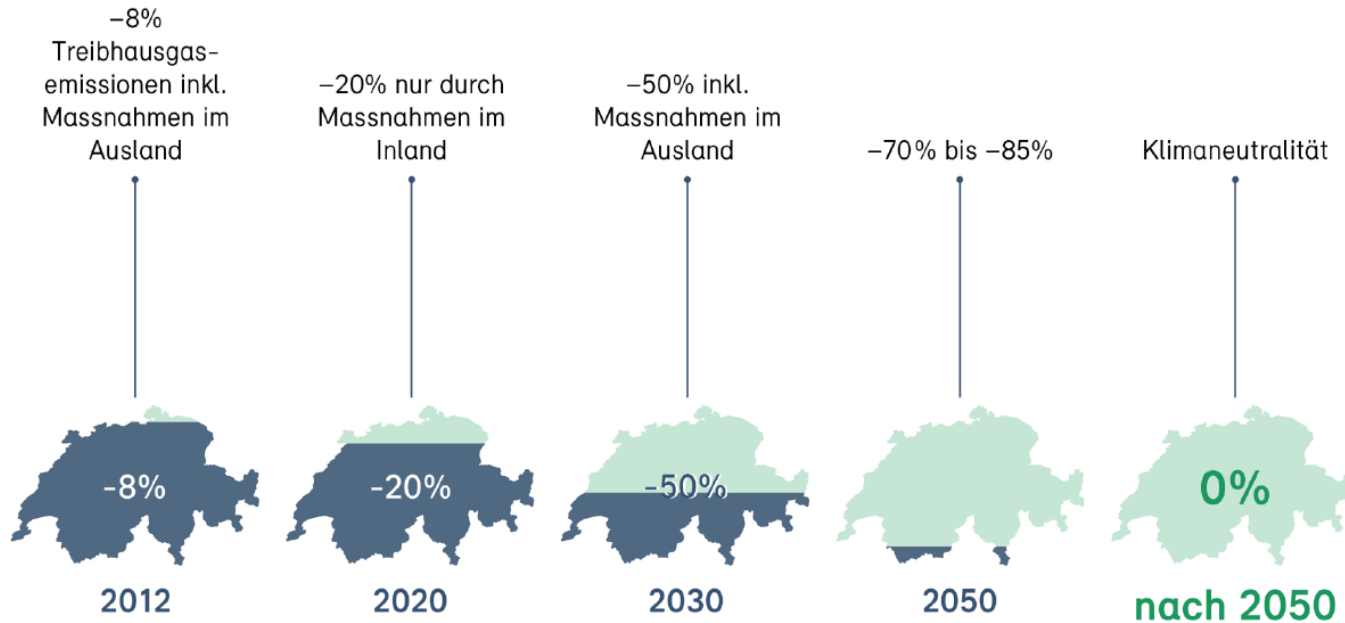 –8%
Treibhausgas-
emissionen inkl.
Massnahmen im
Ausland
–20% nur durch
Massnahmen im
Inland
–50% inkl.
Massnahmen im
Ausland
–70% bis –85%
Klimaneutralität
-8%
-20%
-50%
0%
2012
2020
2030
2050
nach 2050